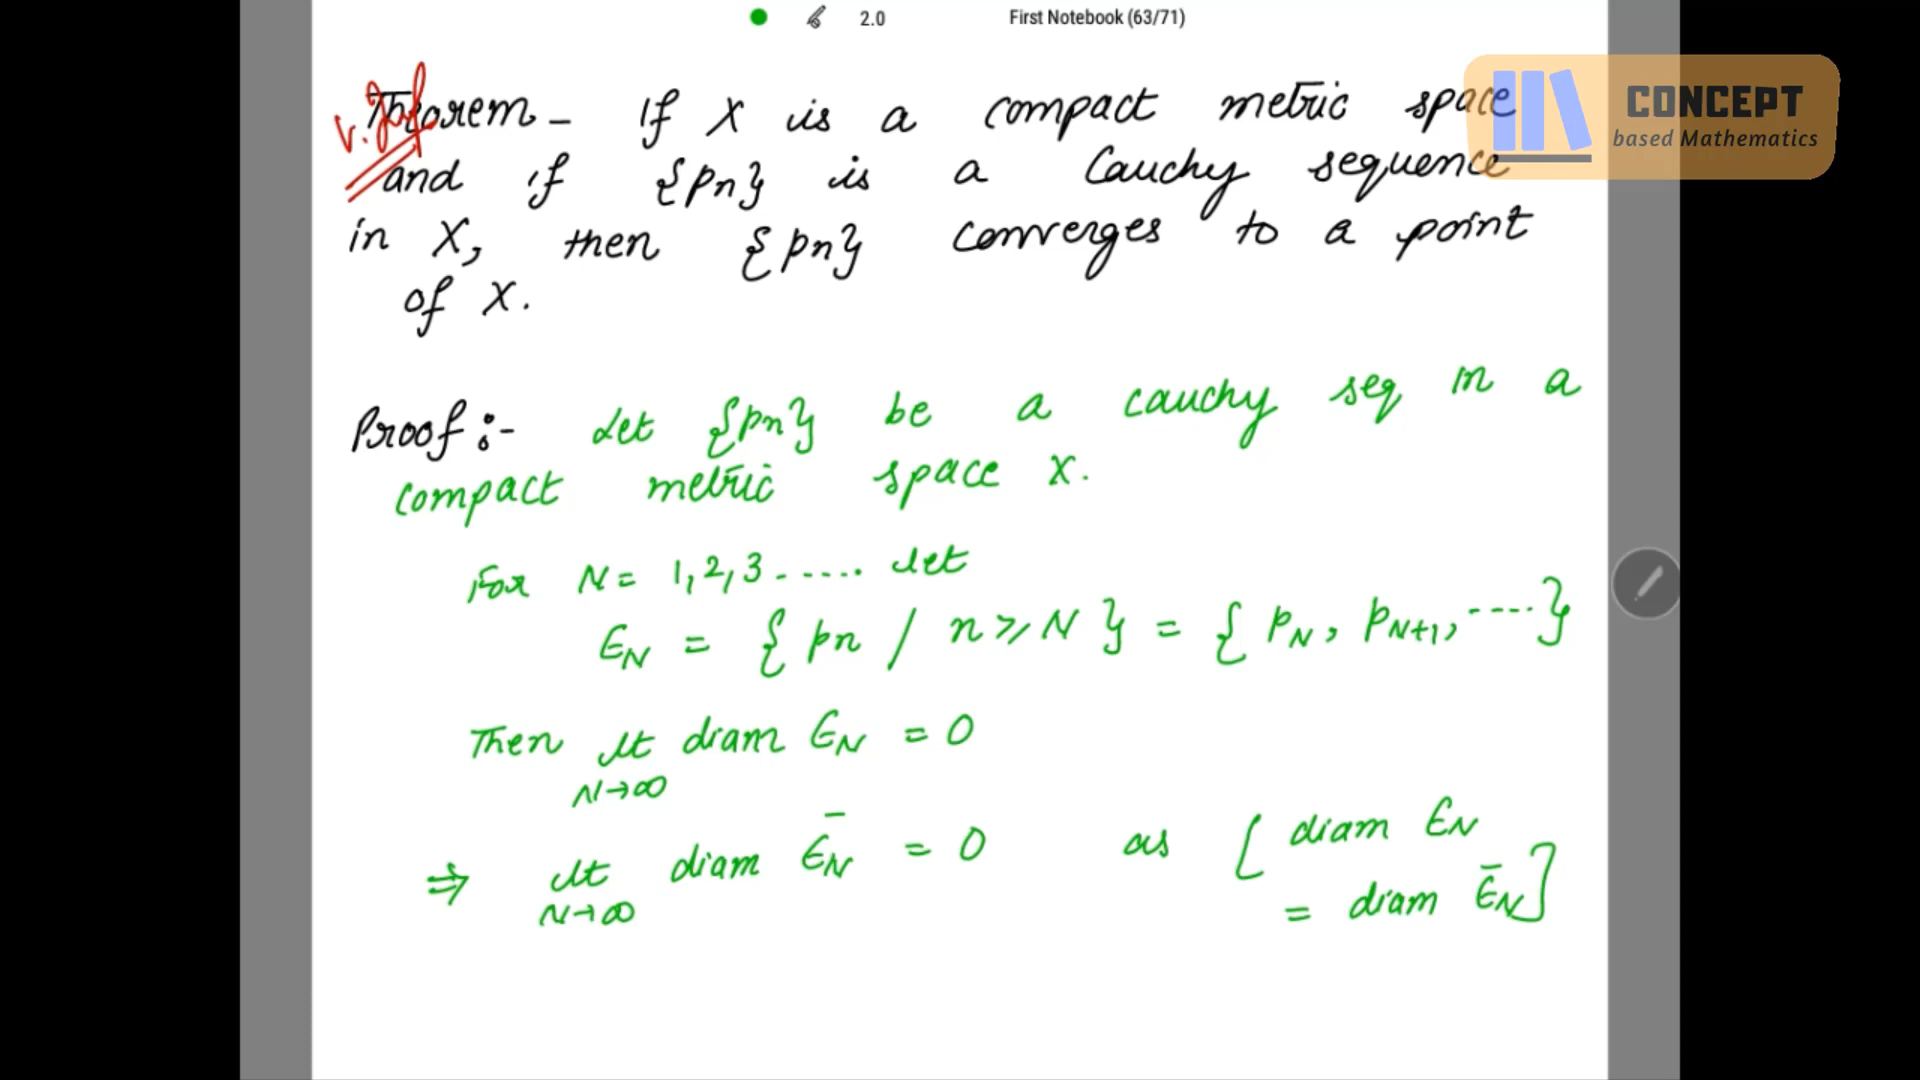 2.0 First Notebook (63/71)
CONCEPT
based Mathematics
Theorem - If X is a compact metric space
and if {pn} is a Cauchy sequence
in X, then {pn} converges to a point
of X.
Proof :- Let {pn} be a cauchy seq in a
compact metric space X.
For N = 1, 2, 3 ...... let
EN = { pn / n ≥ N } = { PN, PN+1, .... }
Then lt diam EN = 0
N→∞
⇒ lt diam E̅N = 0 as [ diam EN
N→∞ = diam E̅N ]